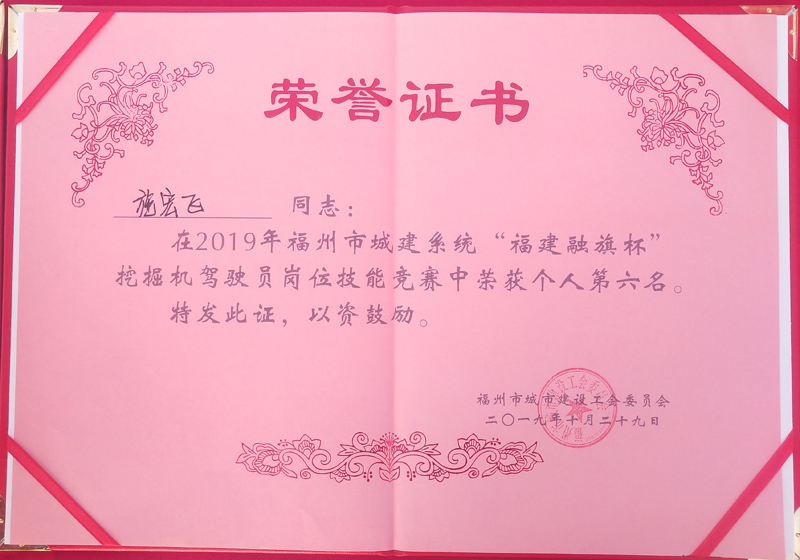 荣誉证书
施宏飞 同志：
在2019年福州市城建系统“福建融旗杯”
挖掘机驾驶员岗位技能竞赛中荣获个人第六名。
特发此证，以资鼓励。
福州市城市建设工会委员会
二〇一九年十月二十九日